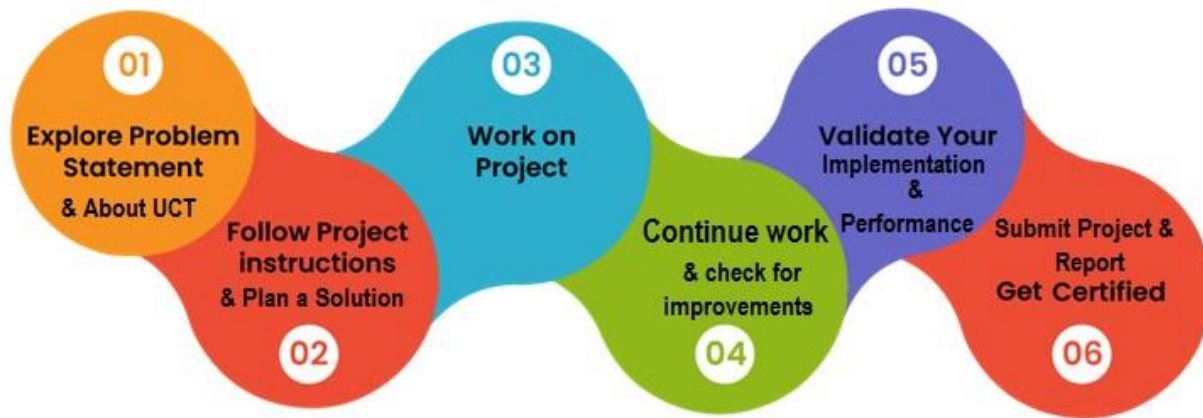 01
Explore Problem
Statement
& About UCT
Follow Project
instructions
& Plan a Solution
02
03
Work on
Project
Continue work
& check for
improvements
04
05
Validate Your
Implementation
&
Performance
Submit Project &
Report
Get Certified
06